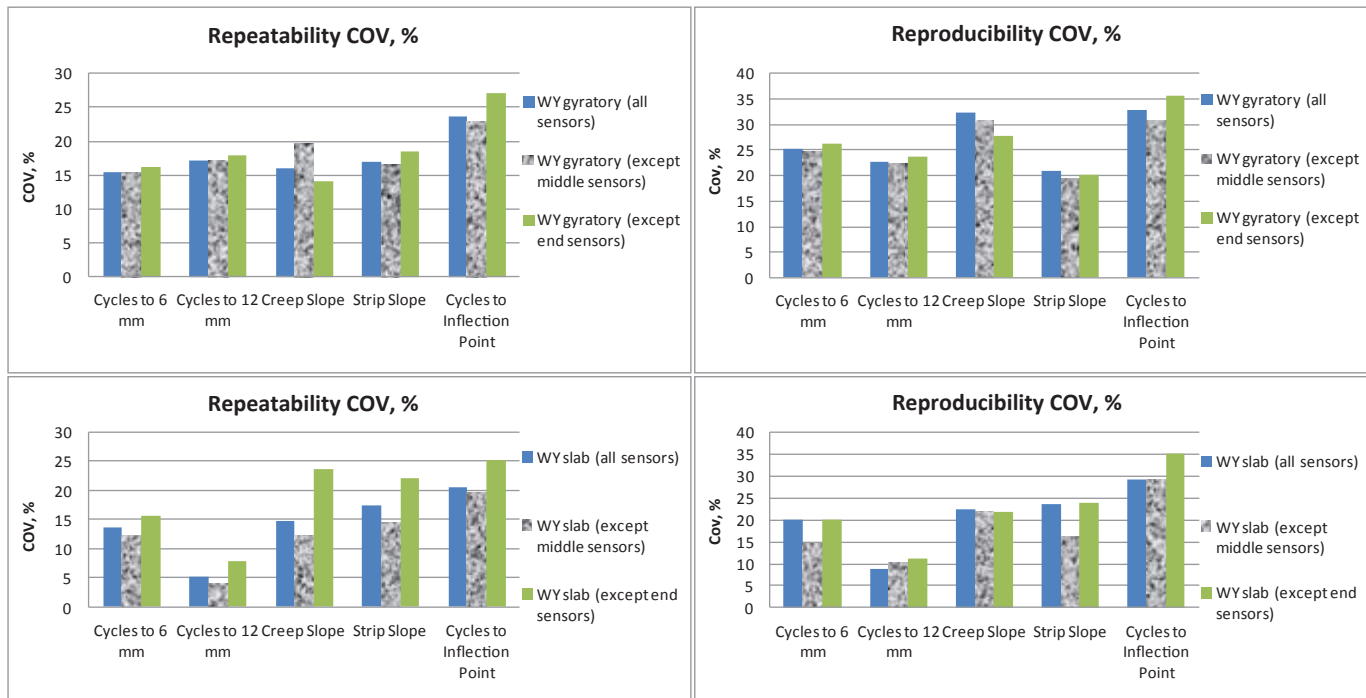 Repeatability COV, %
30
25
20
15
10
5
0
COV, %
Cycles to 6
mm
Cycles to 12
mm
Creep Slope
Strip Slope
Cycles to
Inflection
Point
WY gyratory (all
sensors)
WY gyratory (except
middle sensors)
WY gyratory (except
end sensors)
Reproducibility COV, %
40
35
30
25
20
15
10
5
0
Cov, %
Cycles to 6
mm
Cycles to 12
mm
Creep Slope
Strip Slope
Cycles to
Inflection
Point
WY gyratory (all
sensors)
WY gyratory (except
middle sensors)
WY gyratory (except
end sensors)
Repeatability COV, %
30
25
20
15
10
5
0
COV, %
Cycles to 6
mm
Cycles to 12
mm
Creep Slope
Strip Slope
Cycles to
Inflection
Point
WY slab (all sensors)
WY slab (except
middle sensors)
WY slab (except end
sensors)
Reproducibility COV, %
40
35
30
25
20
15
10
5
0
Cov, %
Cycles to 6
mm
Cycles to 12
mm
Creep Slope
Strip Slope
Cycles to
Inflection
Point
WY slab (all sensors)
WY slab (except
middle sensors)
WY slab (except end
sensors)